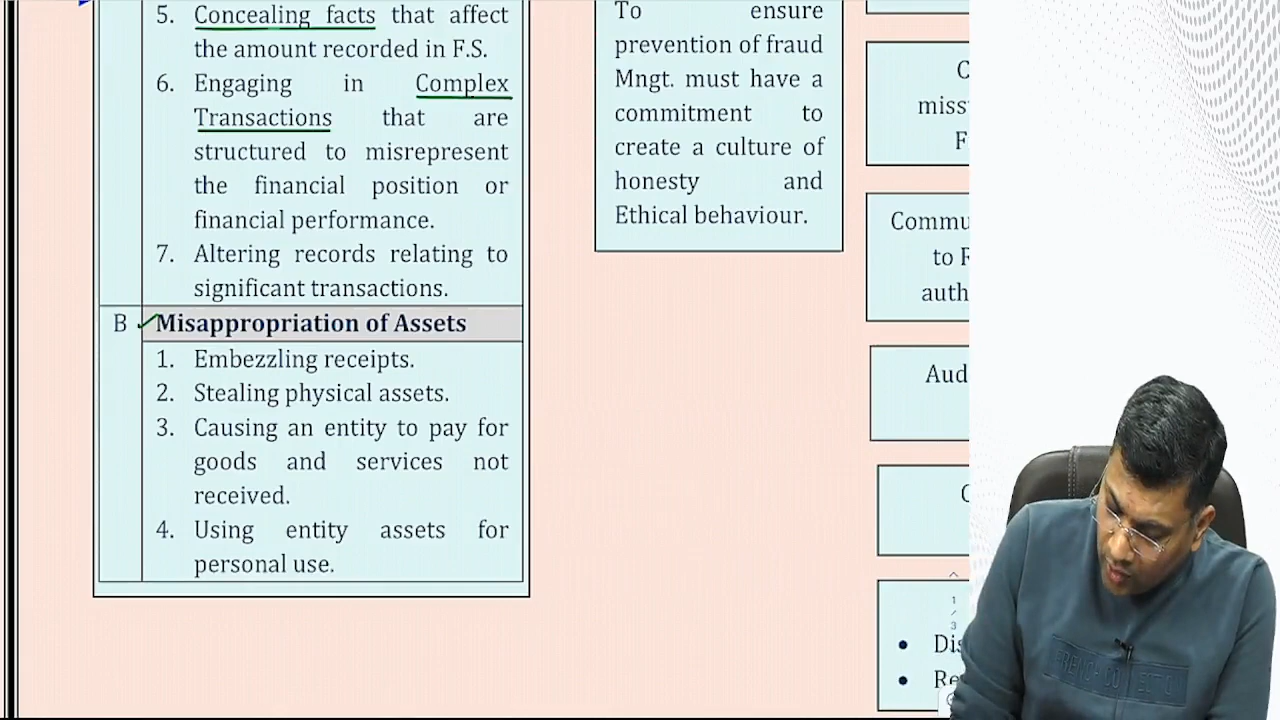 5. Concealing facts that affect
the amount recorded in F.S.
6. Engaging in Complex
Transactions that are
structured to misrepresent
the financial position or
financial performance.
7. Altering records relating to
significant transactions.
B Misappropriation of Assets
1. Embezzling receipts.
2. Stealing physical assets.
3. Causing an entity to pay for
goods and services not
received.
4. Using entity assets for
personal use.
To ensure
prevention of fraud
Mngt. must have a
commitment to
create a culture of
honesty and
Ethical behaviour.
to
1
/
3